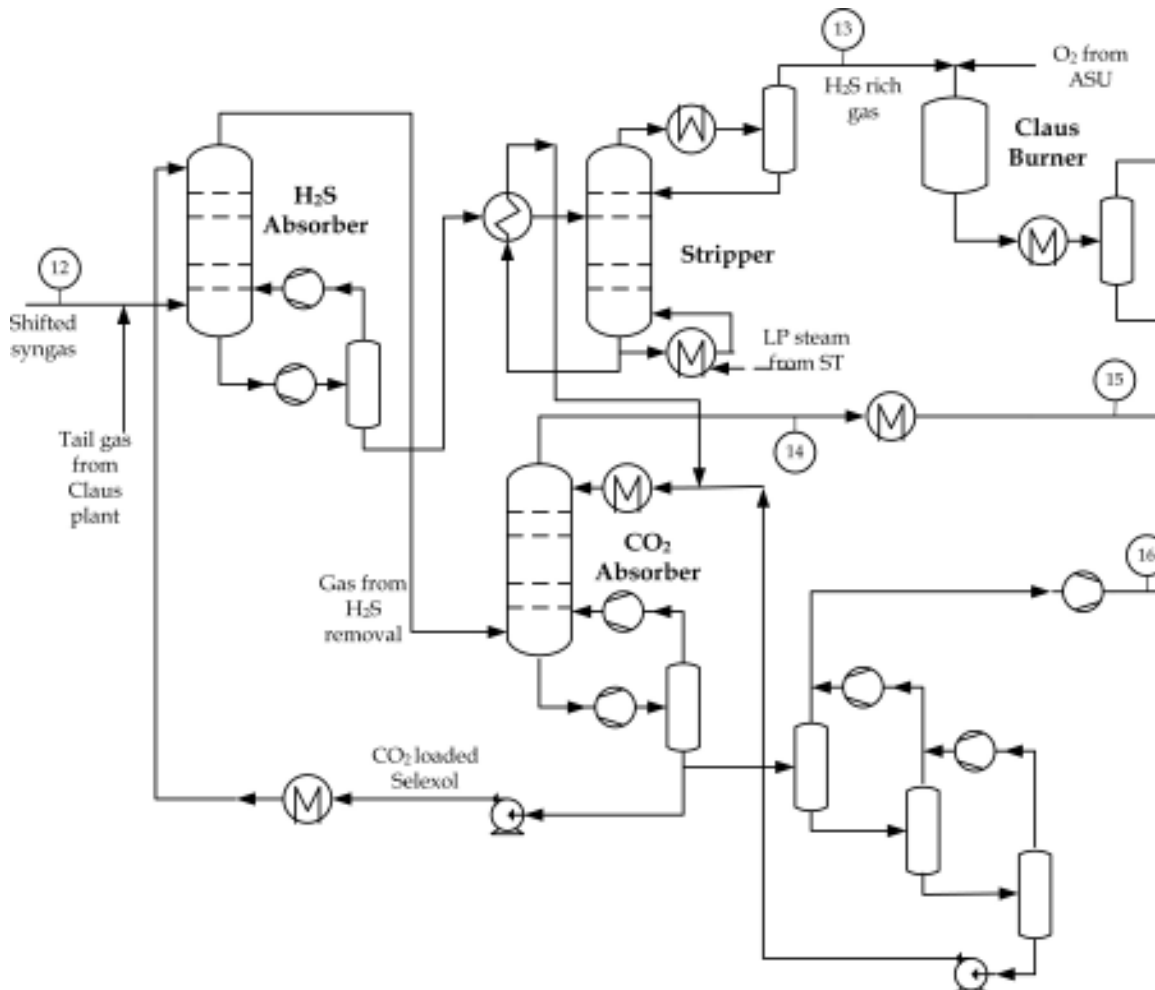 13
O₂ from
ASU
H₂S rich
gas
Claus
Burner
H₂S
Absorber
12
Shifted
syngas
Stripper
LP steam
from ST
15
14
Tail gas
from
Claus
plant
CO₂
Absorber
16
Gas from
H₂S
removal
CO₂ loaded
Selexol